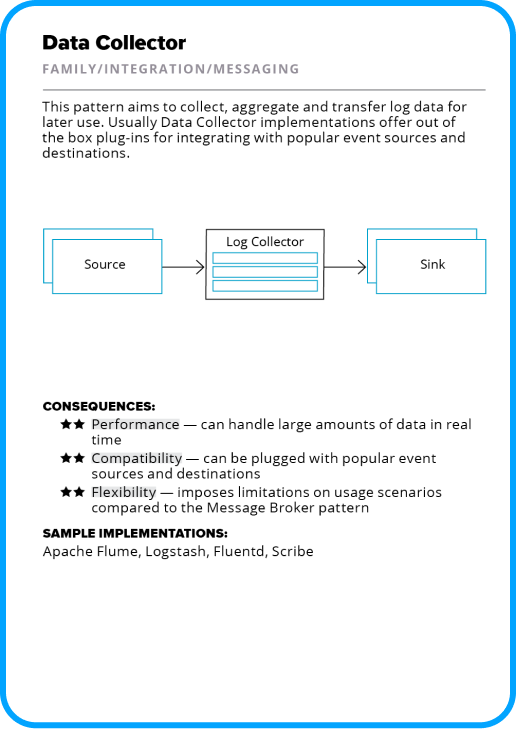 Data Collector
FAMILY/INTEGRATION/MESSAGING
This pattern aims to collect, aggregate and transfer log data for
later use. Usually Data Collector implementations offer out of
the box plug-ins for integrating with popular event sources and
destinations.
Source
Log Collector
Sink
CONSEQUENCES:
★★ Performance — can handle large amounts of data in real
time
★★ Compatibility — can be plugged with popular event
sources and destinations
★★ Flexibility — imposes limitations on usage scenarios
compared to the Message Broker pattern
SAMPLE IMPLEMENTATIONS:
Apache Flume, Logstash, Fluentd, Scribe